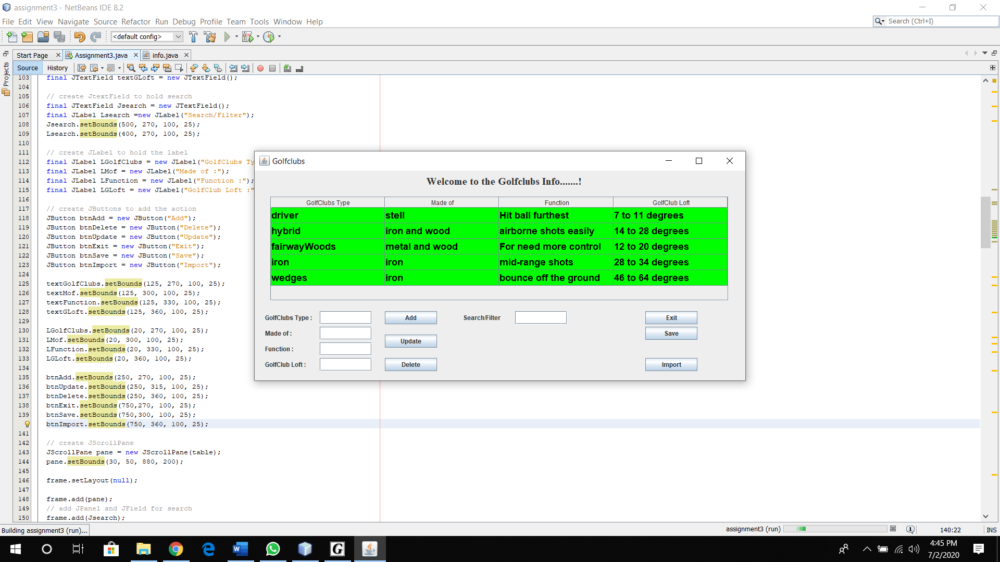 assignment3 - NetBeans IDE 8.2
File Edit View Navigate Source Refactor Run Debug Profile Team Tools Window Help
Search (Ctrl+I)
<default config>
Start Page Assignment3.java info.java
Projects
Source History
103 final JTextField textGLoft = new JTextField();
104
105 // create JtextField to hold search
106 final JTextField Jsearch = new JTextField();
107 final JLabel Lsearch =new JLabel("Search/Filter");
108 Jsearch.setBounds(500, 270, 100, 25);
109 Lsearch.setBounds(400, 270, 100, 25);
110
111 // create JLabel to hold the label
112 final JLabel LGolfClubs = new JLabel("GolfClubs Ty
113 final JLabel LMof = new JLabel("Made of :");
114 final JLabel LFunction = new JLabel("Function :");
115 final JLabel LGLoft = new JLabel("GolfClub Loft :"
116
117 // create JButtons to add the action
118 JButton btnAdd = new JButton("Add");
119 JButton btnDelete = new JButton("Delete");
120 JButton btnUpdate = new JButton("Update");
121 JButton btnExit = new JButton("Exit");
122 JButton btnSave = new JButton("Save");
123 JButton btnImport = new JButton("Import");
124
125 textGolfClubs.setBounds(125, 270, 100, 25);
126 textMof.setBounds(125, 300, 100, 25);
127 textFunction.setBounds(125, 330, 100, 25);
128 textGLoft.setBounds(125, 360, 100, 25);
129
130 LGolfClubs.setBounds(20, 270, 100, 25);
131 LMof.setBounds(20, 300, 100, 25);
132 LFunction.setBounds(20, 330, 100, 25);
133 LGLoft.setBounds(20, 360, 100, 25);
134
135 btnAdd.setBounds(250, 270, 100, 25);
136 btnUpdate.setBounds(250, 315, 100, 25);
137 btnDelete.setBounds(250, 360, 100, 25);
138 btnExit.setBounds(750,270, 100, 25);
139 btnSave.setBounds(750,300, 100, 25);
btnImport.setBounds(750, 360, 100, 25);
141
142 // create JScrollPane
143 JScrollPane pane = new JScrollPane(table);
144 pane.setBounds(30, 50, 880, 200);
145
146 frame.setLayout(null);
147
148 frame.add(pane);
149 // add JPanel and JField for search
150 frame.add(Jsearch);
Golfclubs
Welcome to the Golfclubs Info.......!
GolfClubs Type Made of Function GolfClub Loft
driver stell Hit ball furthest 7 to 11 degrees
hybrid iron and wood airborne shots easily 14 to 28 degrees
fairwayWoods metal and wood For need more control 12 to 20 degrees
iron iron mid-range shots 28 to 34 degrees
wedges iron bounce off the ground 46 to 64 degrees
GolfClubs Type : Add Search/Filter Exit
Made of : Save
Update
Function :
GolfClub Loft : Delete Import
Building assignment3 (run)... assignment3 (run) 1 140:22 INS
4:45 PM
7/2/2020